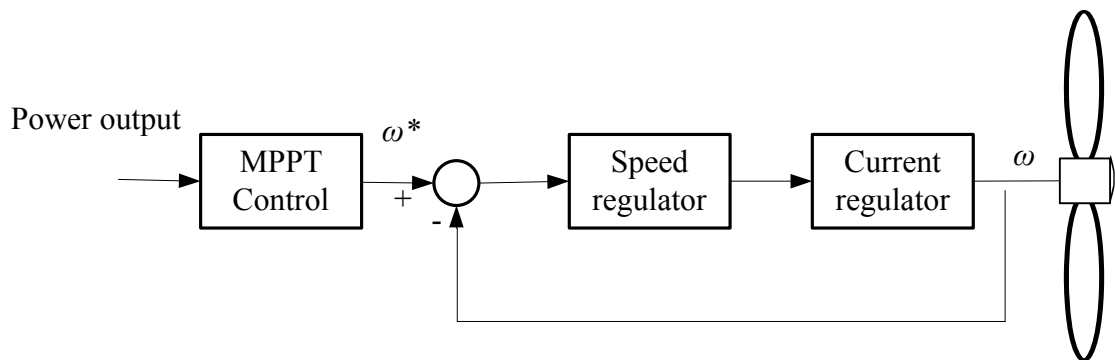 Power output
MPPT
Control
ω*
+
-
Speed
regulator
Current
regulator
ω